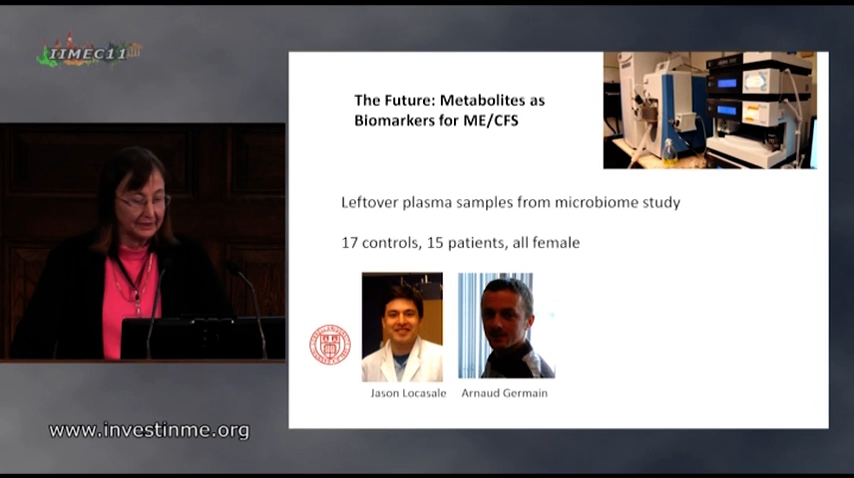 IIMEC11
The Future: Metabolites as
Biomarkers for ME/CFS
Leftover plasma samples from microbiome study
17 controls, 15 patients, all female
Jason Locasale Arnaud Germain
www.investinme.org